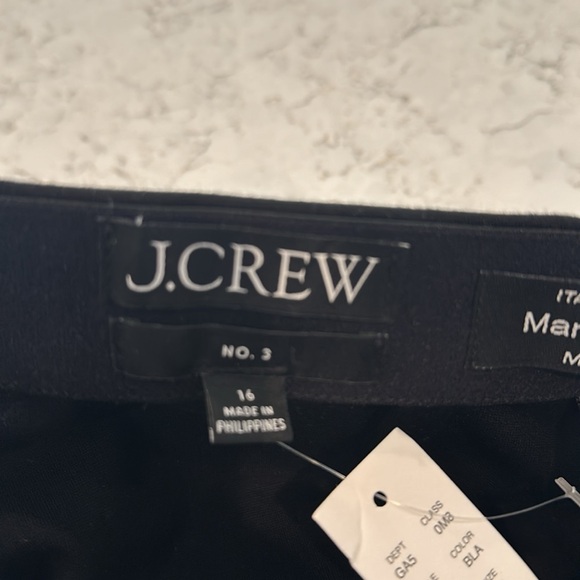 J.CREW
NO. 3
16
MADE IN
PHILIPPINES
ITA
Mar
M
DEPT CLASS
GA5 0M8
COLOR
BLA